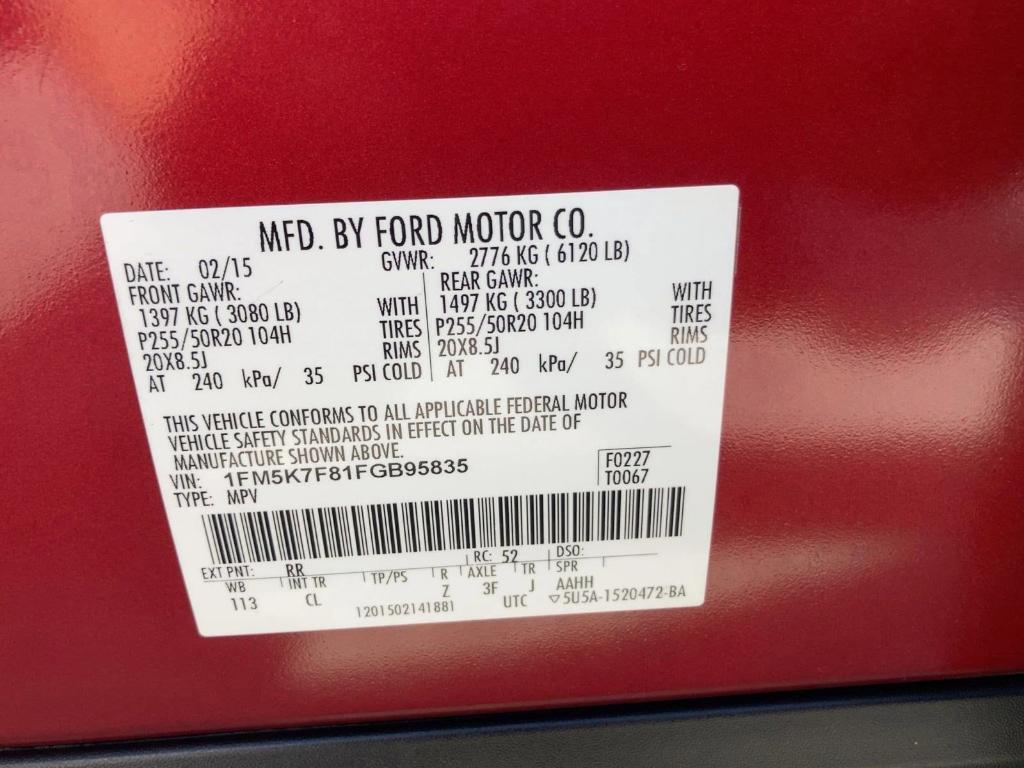 MFD. BY FORD MOTOR CO.
DATE: 02/15 GVWR: 2776 KG ( 6120 LB)
FRONT GAWR: REAR GAWR:
1397 KG ( 3080 LB) WITH 1497 KG ( 3300 LB) WITH
P255/50R20 104H TIRES P255/50R20 104H TIRES
20X8.5J RIMS 20X8.5J RIMS
AT 240 kPa/ 35 PSI COLD AT 240 kPa/ 35 PSI COLD
THIS VEHICLE CONFORMS TO ALL APPLICABLE FEDERAL MOTOR
VEHICLE SAFETY STANDARDS IN EFFECT ON THE DATE OF
MANUFACTURE SHOWN ABOVE.
VIN: 1FM5K7F81FGB95835 F0227
TYPE: MPV T0067
EXT PNT: RR RC: 52 DSO:
WB INT TR TP/PS R AXLE TR SPR
113 CL Z 3F J AAHH
1201502141881 UTC ▽5U5A-1520472-BA